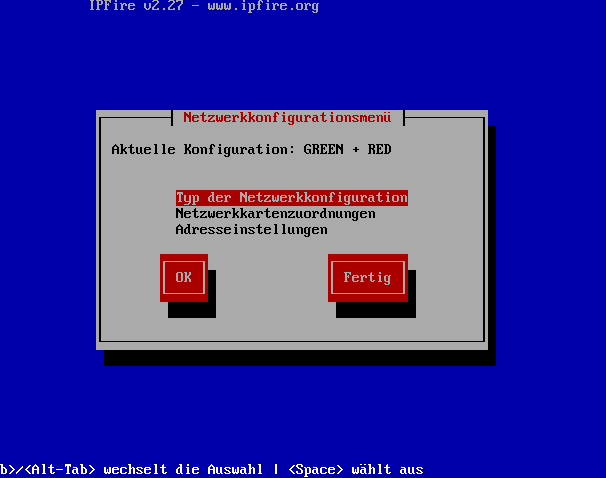 IPFire v2.27 - www.ipfire.org
Netzwerkkonfigurationsmenü
Aktuelle Konfiguration: GREEN + RED
Typ der Netzwerkkonfiguration
Netzwerkkartenzuordnungen
Adresseinstellungen
OK Fertig
b>/<Alt-Tab> wechselt die Auswahl | <Space> wählt aus